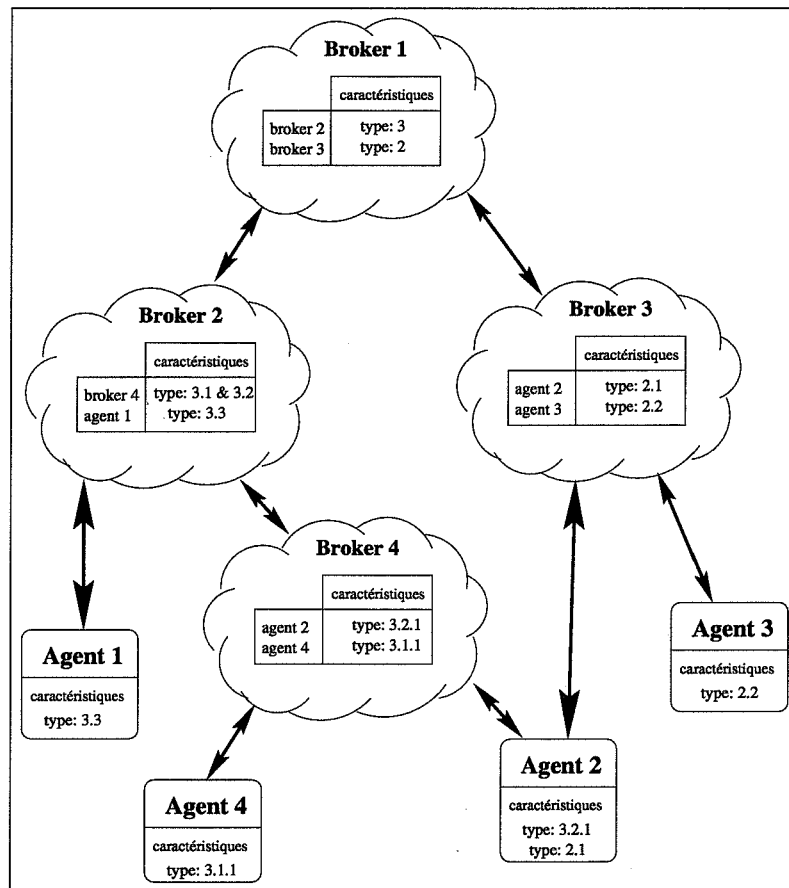 Broker 1
caractéristiques
broker 2 type: 3
broker 3 type: 2
Broker 2
caractéristiques
broker 4 type: 3.1 & 3.2
agent 1 type: 3.3
Broker 3
caractéristiques
agent 2 type: 2.1
agent 3 type: 2.2
Broker 4
caractéristiques
agent 2 type: 3.2.1
agent 4 type: 3.1.1
Agent 1
caractéristiques
type: 3.3
Agent 3
caractéristiques
type: 2.2
Agent 4
caractéristiques
type: 3.1.1
Agent 2
caractéristiques
type: 3.2.1
type: 2.1